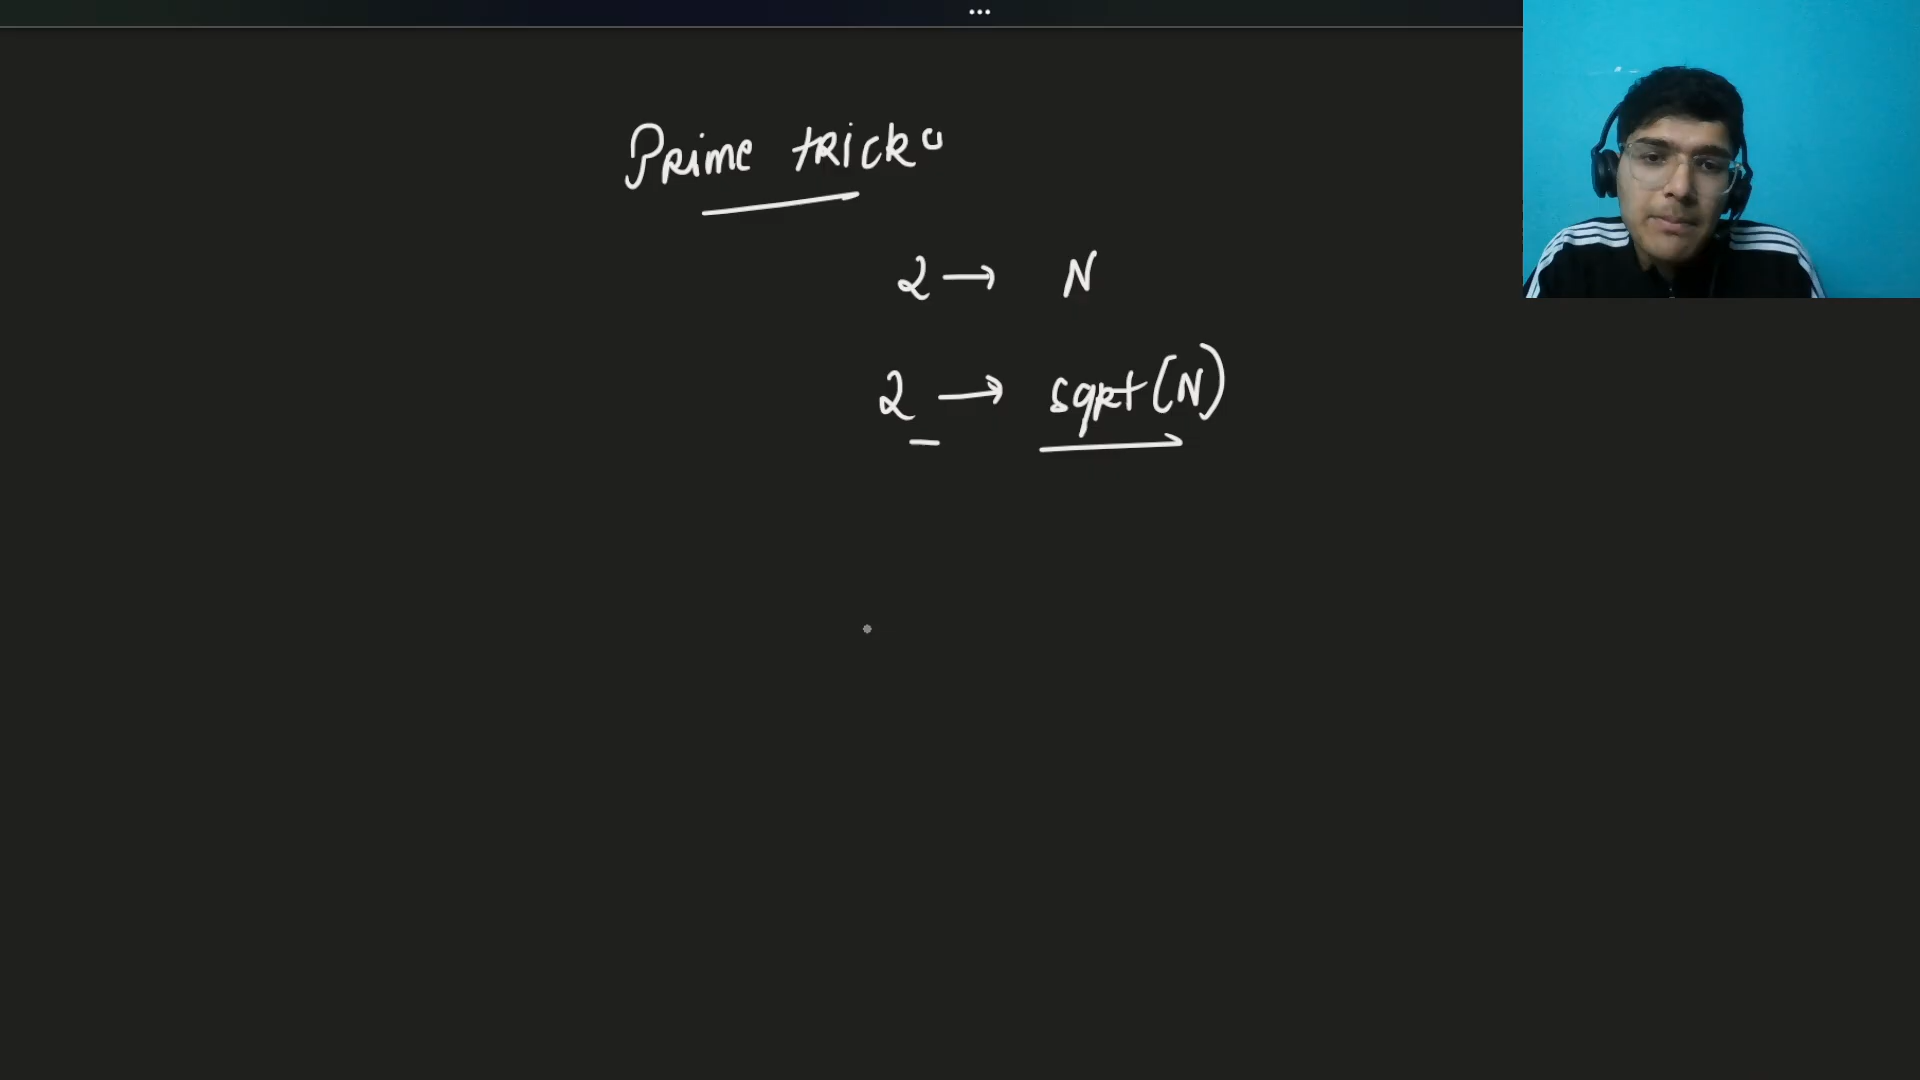 Prime trick
2 → N
2 → sqrt(N)